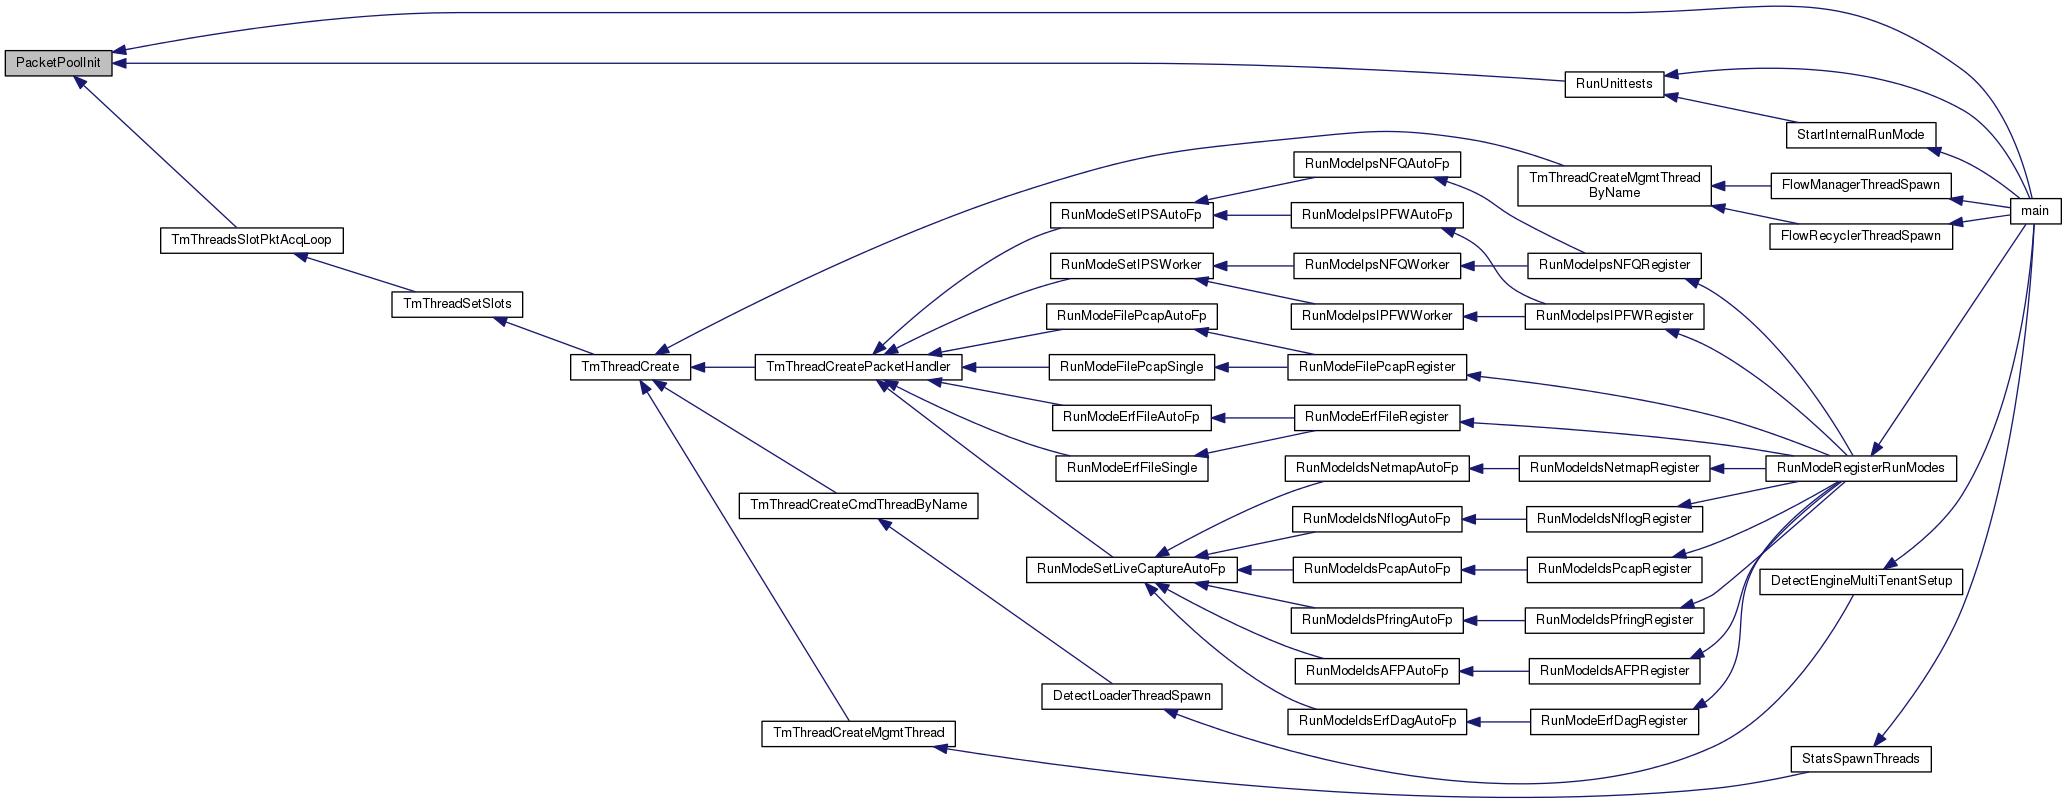 PacketPoolInit
RunUnittests
StartInternalRunMode
RunModeIpsNFQAutoFp
TmThreadCreateMgmtThread
ByName
FlowManagerThreadSpawn
main
RunModeSetIPSAutoFp
RunModeIpsIPFWAutoFp
FlowRecyclerThreadSpawn
TmThreadsSlotPktAcqLoop
RunModeSetIPSWorker
RunModeIpsNFQWorker
RunModeIpsNFQRegister
TmThreadSetSlots
RunModeFilePcapAutoFp
RunModeIpsIPFWWorker
RunModeIpsIPFWRegister
TmThreadCreate
TmThreadCreatePacketHandler
RunModeFilePcapSingle
RunModeFilePcapRegister
RunModeErfFileAutoFp
RunModeErfFileRegister
RunModeErfFileSingle
RunModeIdsNetmapAutoFp
RunModeIdsNetmapRegister
RunModeRegisterRunModes
TmThreadCreateCmdThreadByName
RunModeIdsNflogAutoFp
RunModeIdsNflogRegister
RunModeSetLiveCaptureAutoFp
RunModeIdsPcapAutoFp
RunModeIdsPcapRegister
DetectEngineMultiTenantSetup
RunModeIdsPfringAutoFp
RunModeIdsPfringRegister
RunModeIdsAFPAutoFp
RunModeIdsAFPRegister
DetectLoaderThreadSpawn
RunModeIdsErfDagAutoFp
RunModeErfDagRegister
TmThreadCreateMgmtThread
StatsSpawnThreads